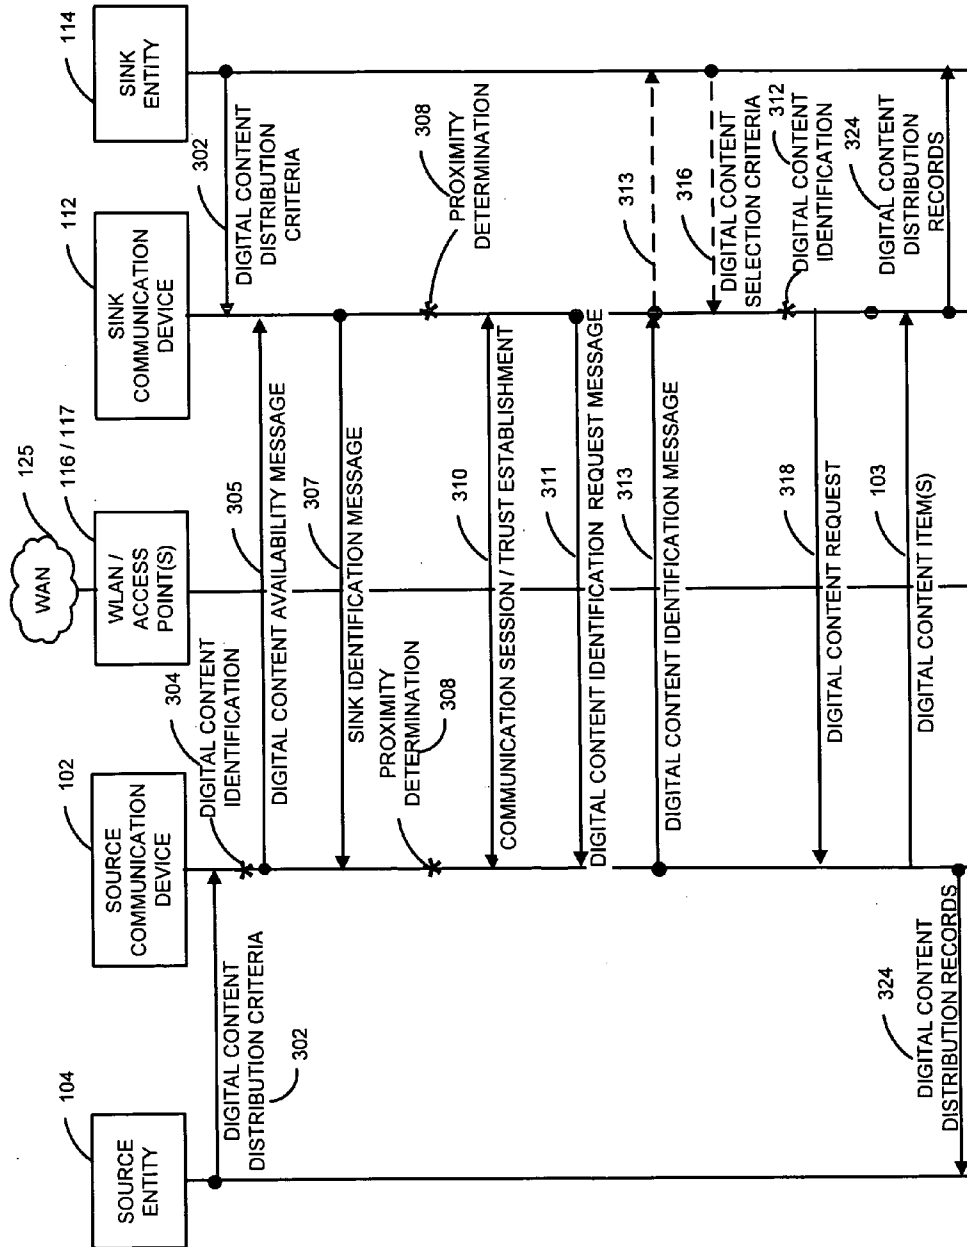 SOURCE
ENTITY
104
SOURCE
COMMUNICATION
DEVICE
102
WAN
125
WLAN /
ACCESS
POINT(S)
116 / 117
SINK
COMMUNICATION
DEVICE
112
SINK
ENTITY
114
DIGITAL CONTENT
DISTRIBUTION CRITERIA
302
302
DIGITAL CONTENT
DISTRIBUTION
CRITERIA
304
DIGITAL CONTENT
IDENTIFICATION
305
DIGITAL CONTENT AVAILABILITY MESSAGE
307
SINK IDENTIFICATION MESSAGE
PROXIMITY
DETERMINATION
308
308
PROXIMITY
DETERMINATION
310
COMMUNICATION SESSION / TRUST ESTABLISHMENT
311
DIGITAL CONTENT IDENTIFICATION REQUEST MESSAGE
313
DIGITAL CONTENT IDENTIFICATION MESSAGE
313
316
DIGITAL CONTENT
SELECTION CRITERIA
312
DIGITAL CONTENT
IDENTIFICATION
318
DIGITAL CONTENT REQUEST
103
DIGITAL CONTENT ITEM(S)
324
DIGITAL CONTENT
DISTRIBUTION
RECORDS
324
DIGITAL CONTENT
DISTRIBUTION RECORDS